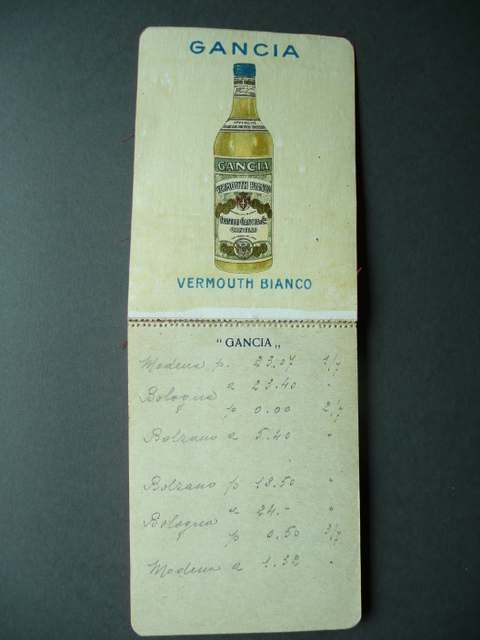 GANCIA
GANCIA
VERMOUTH BIANCO
VERMOUTH BIANCO
"GANCIA„
Modena p. 23.07 1/7
Bologna a 23.40 "
p 0.00 2/7
Bolzano a 5.40 "
Bolzano p 18.50 "
Bologna a 24.- "
p 0.50 3/7
Modena a 1.32 "